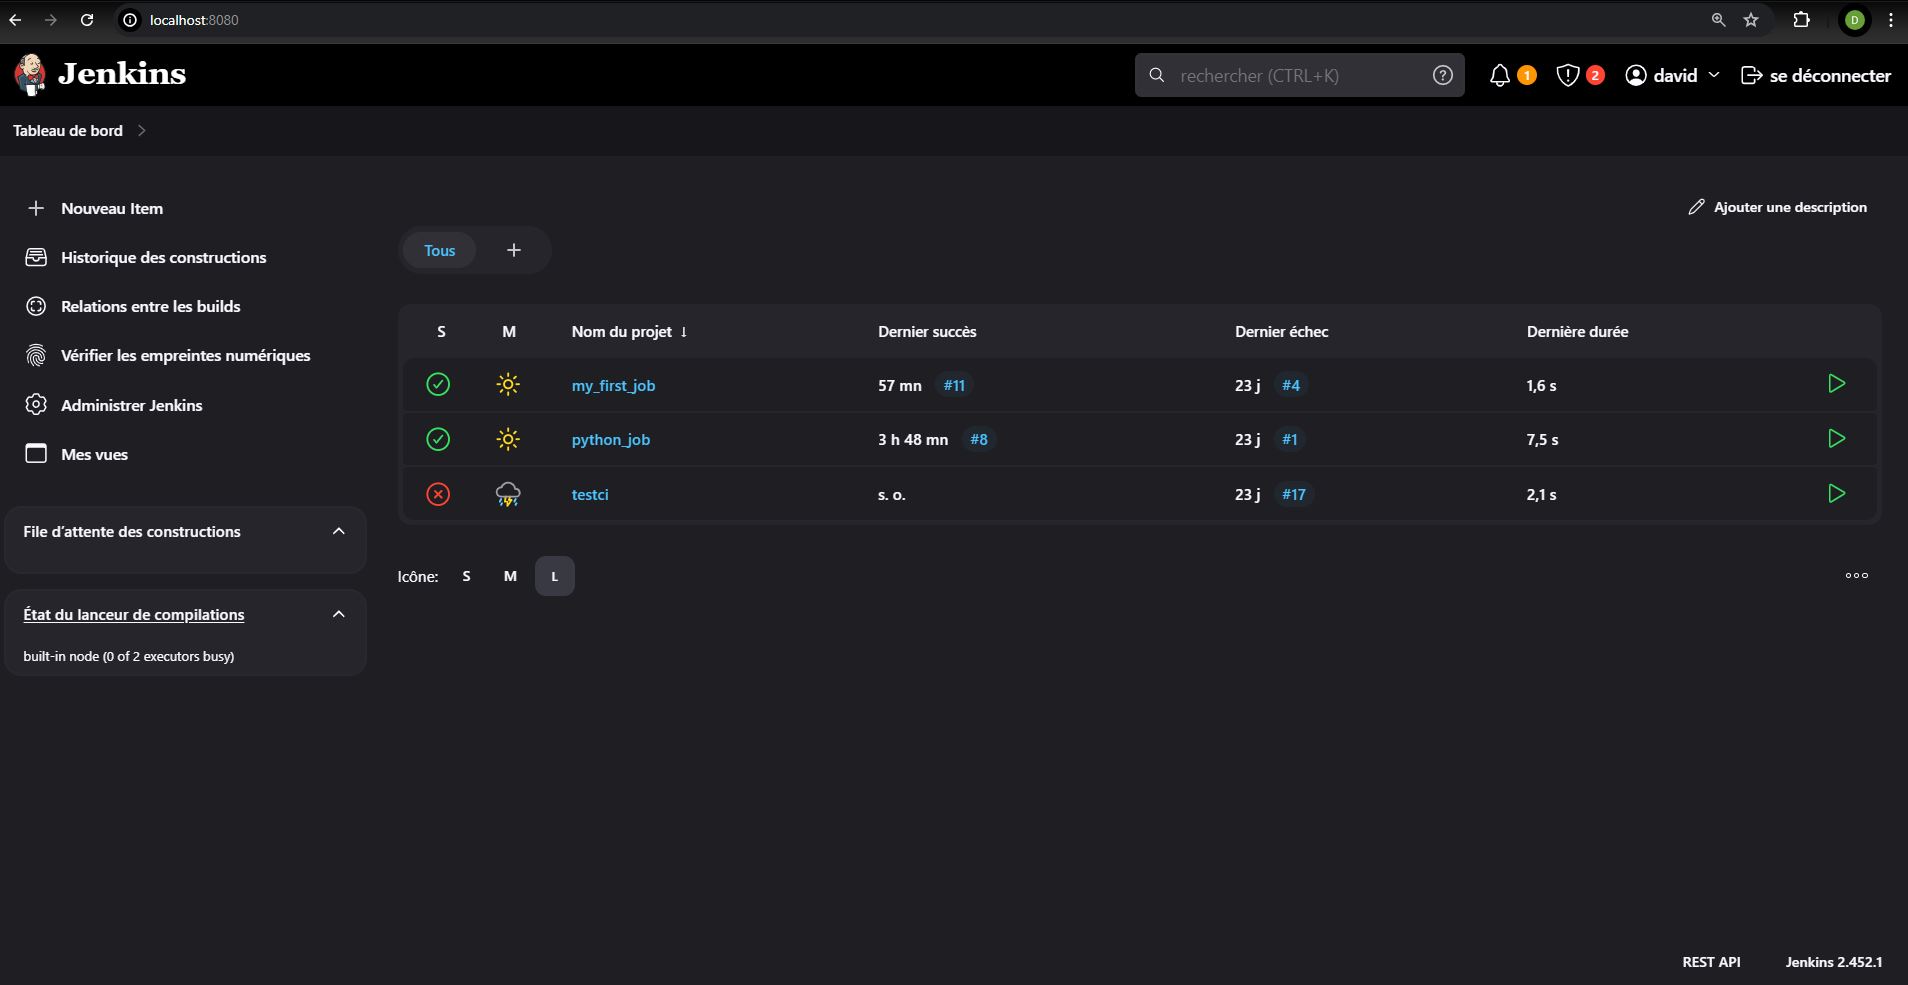 localhost:8080
D
Jenkins
rechercher (CTRL+K)
1
2
david
se déconnecter
Tableau de bord
Nouveau Item
Historique des constructions
Relations entre les builds
Vérifier les empreintes numériques
Administrer Jenkins
Mes vues
File d’attente des constructions
État du lanceur de compilations
built-in node (0 of 2 executors busy)
Ajouter une description
Tous +
S M Nom du projet ↓ Dernier succès Dernier échec Dernière durée
my_first_job 57 mn #11 23 j #4 1,6 s
python_job 3 h 48 mn #8 23 j #1 7,5 s
testci s. o. 23 j #17 2,1 s
Icône: S M L
REST API Jenkins 2.452.1